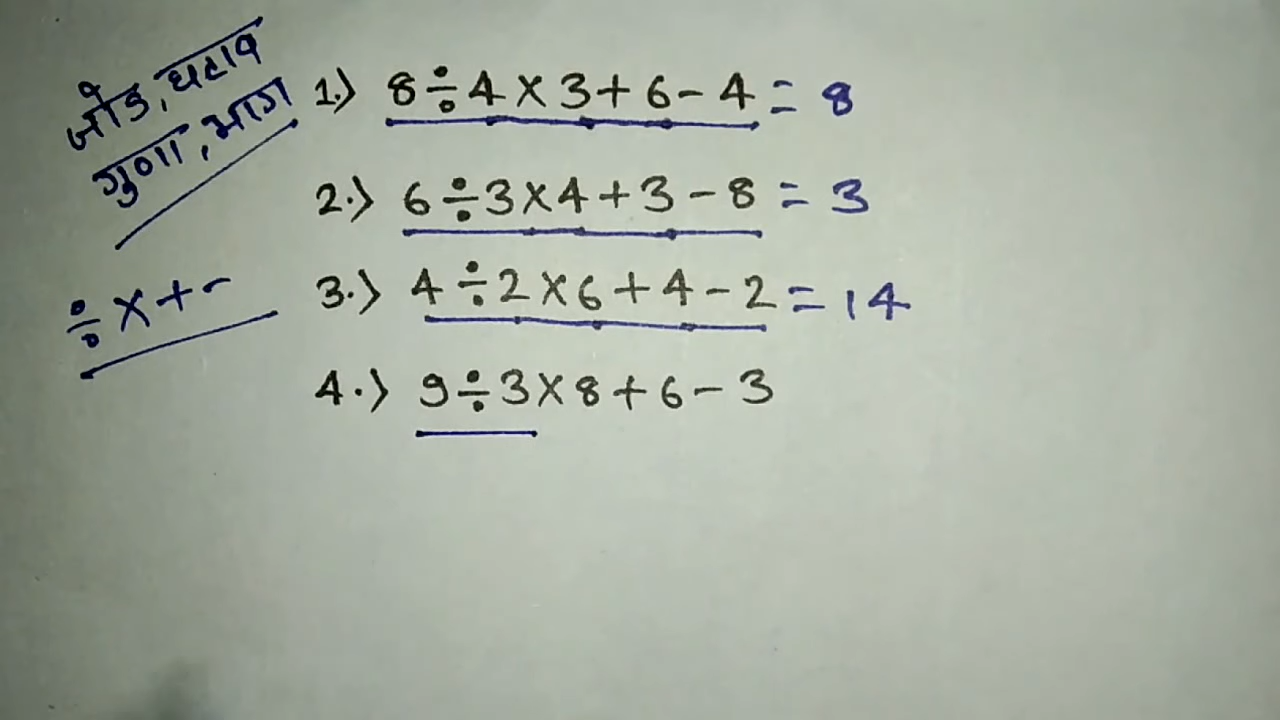 जोड, घटाव
गुणा, भाग
÷ × + -
1.) 8 ÷ 4 × 3 + 6 - 4 = 8
2.) 6 ÷ 3 × 4 + 3 - 8 = 3
3.) 4 ÷ 2 × 6 + 4 - 2 = 14
4.) 9 ÷ 3 × 8 + 6 - 3